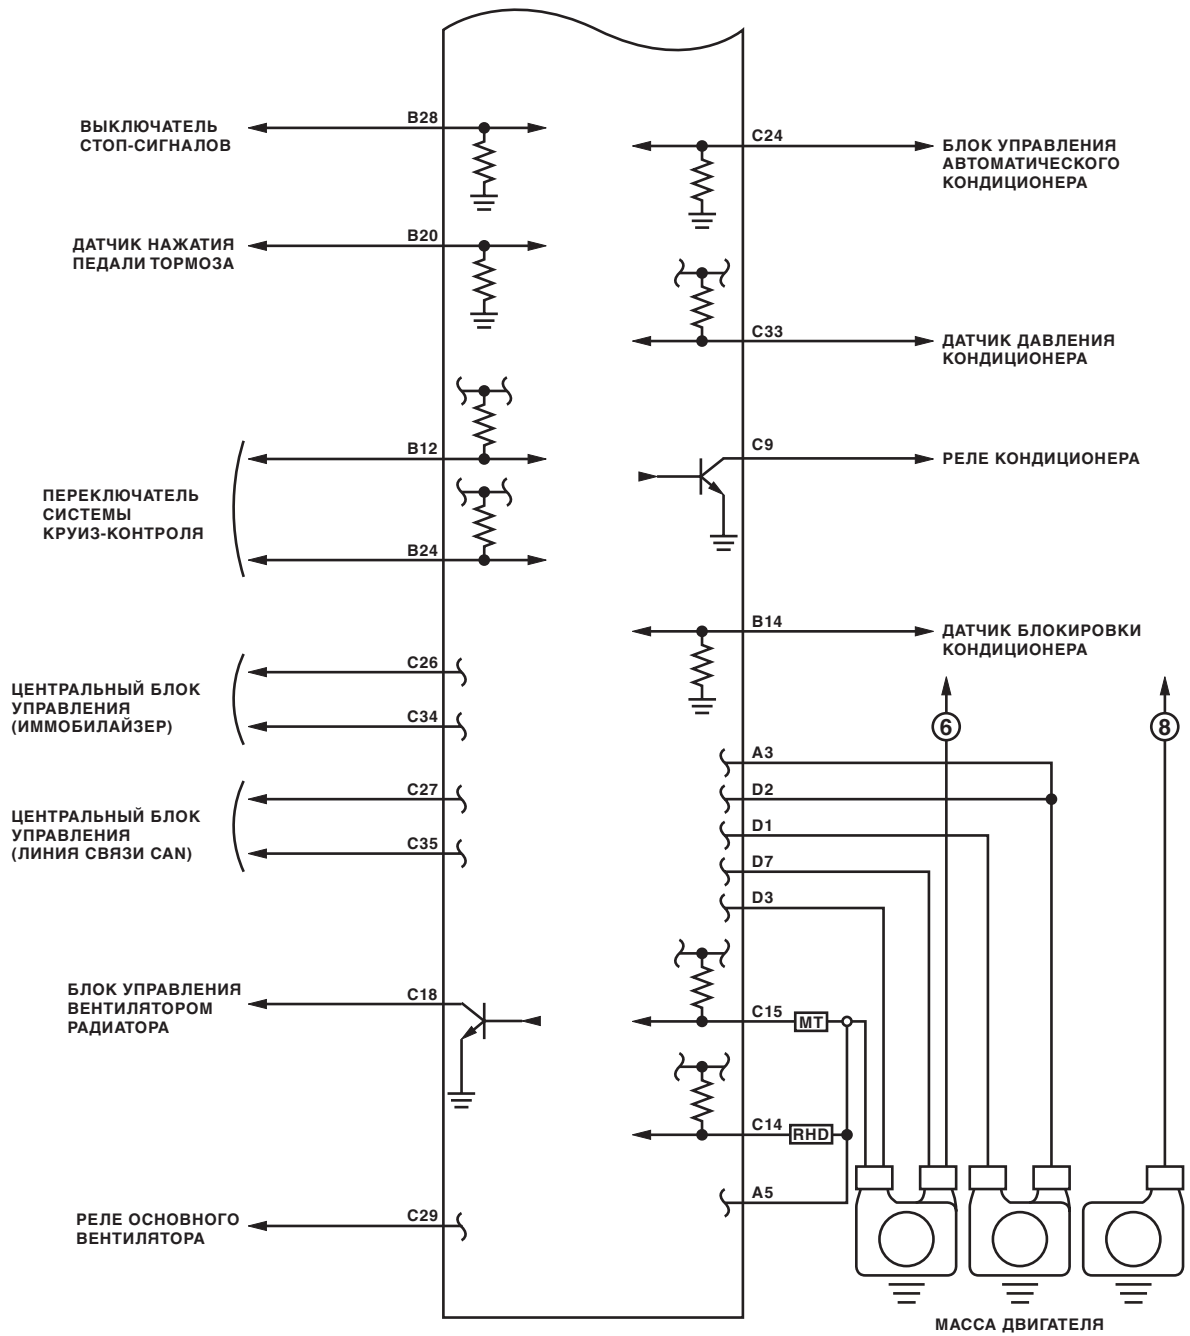 B28
ВЫКЛЮЧАТЕЛЬ
СТОП-СИГНАЛОВ
C24
БЛОК УПРАВЛЕНИЯ
АВТОМАТИЧЕСКОГО
КОНДИЦИОНЕРА
B20
ДАТЧИК НАЖАТИЯ
ПЕДАЛИ ТОРМОЗА
C33
ДАТЧИК ДАВЛЕНИЯ
КОНДИЦИОНЕРА
B12
C9
РЕЛЕ КОНДИЦИОНЕРА
ПЕРЕКЛЮЧАТЕЛЬ
СИСТЕМЫ
КРУИЗ-КОНТРОЛЯ
B24
B14
ДАТЧИК БЛОКИРОВКИ
КОНДИЦИОНЕРА
C26
ЦЕНТРАЛЬНЫЙ БЛОК
УПРАВЛЕНИЯ
(ИММОБИЛАЙЗЕР)
C34
6
8
A3
C27
D2
ЦЕНТРАЛЬНЫЙ БЛОК
УПРАВЛЕНИЯ
(ЛИНИЯ СВЯЗИ CAN)
C35
D1
D7
D3
БЛОК УПРАВЛЕНИЯ
ВЕНТИЛЯТОРОМ
РАДИАТОРА
C18
C15
MT
C14
RHD
A5
РЕЛЕ ОСНОВНОГО
ВЕНТИЛЯТОРА
C29
МАССА ДВИГАТЕЛЯ